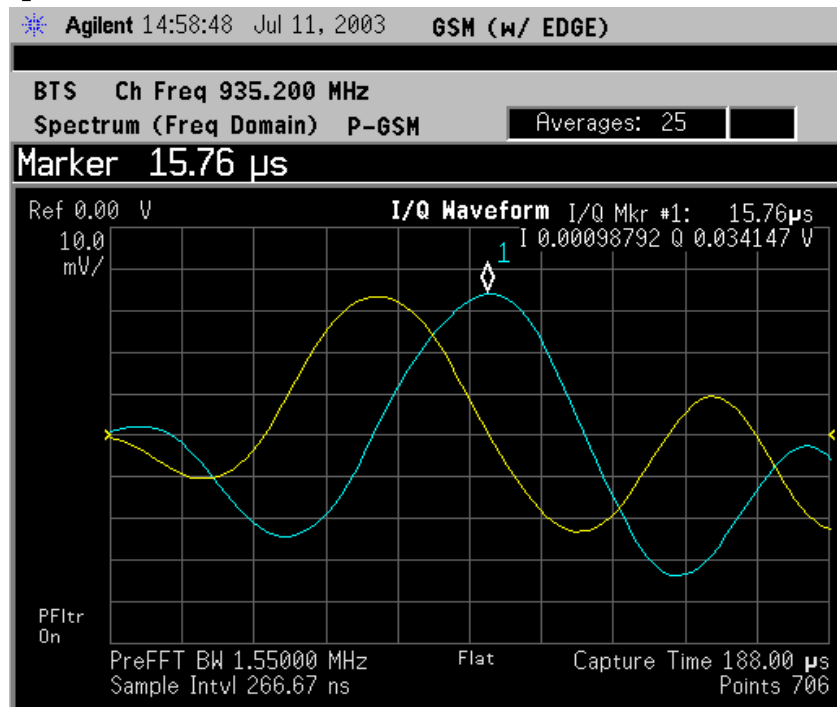 Agilent 14:58:48 Jul 11, 2003 GSM (w/ EDGE)
BTS Ch Freq 935.200 MHz
Spectrum (Freq Domain) P-GSM Averages: 25
Marker 15.76 µs
Ref 0.00 V I/Q Waveform I/Q Mkr #1: 15.76µs
10.0 I 0.00098792 Q 0.034147 V
mV/
1
PFltr
On
PreFFT BW 1.55000 MHz Flat Capture Time 188.00 µs
Sample Intvl 266.67 ns Points 706